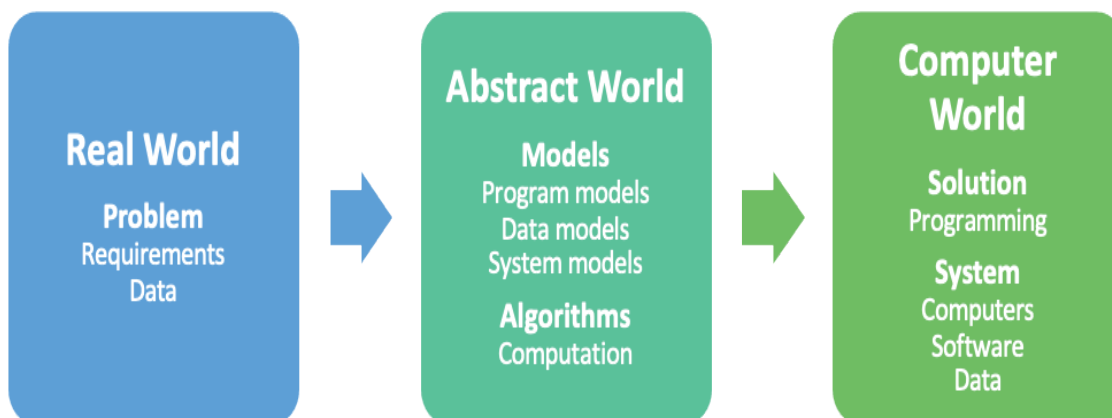 Real World
Problem
Requirements
Data
Abstract World
Models
Program models
Data models
System models
Algorithms
Computation
Computer
World
Solution
Programming
System
Computers
Software
Data